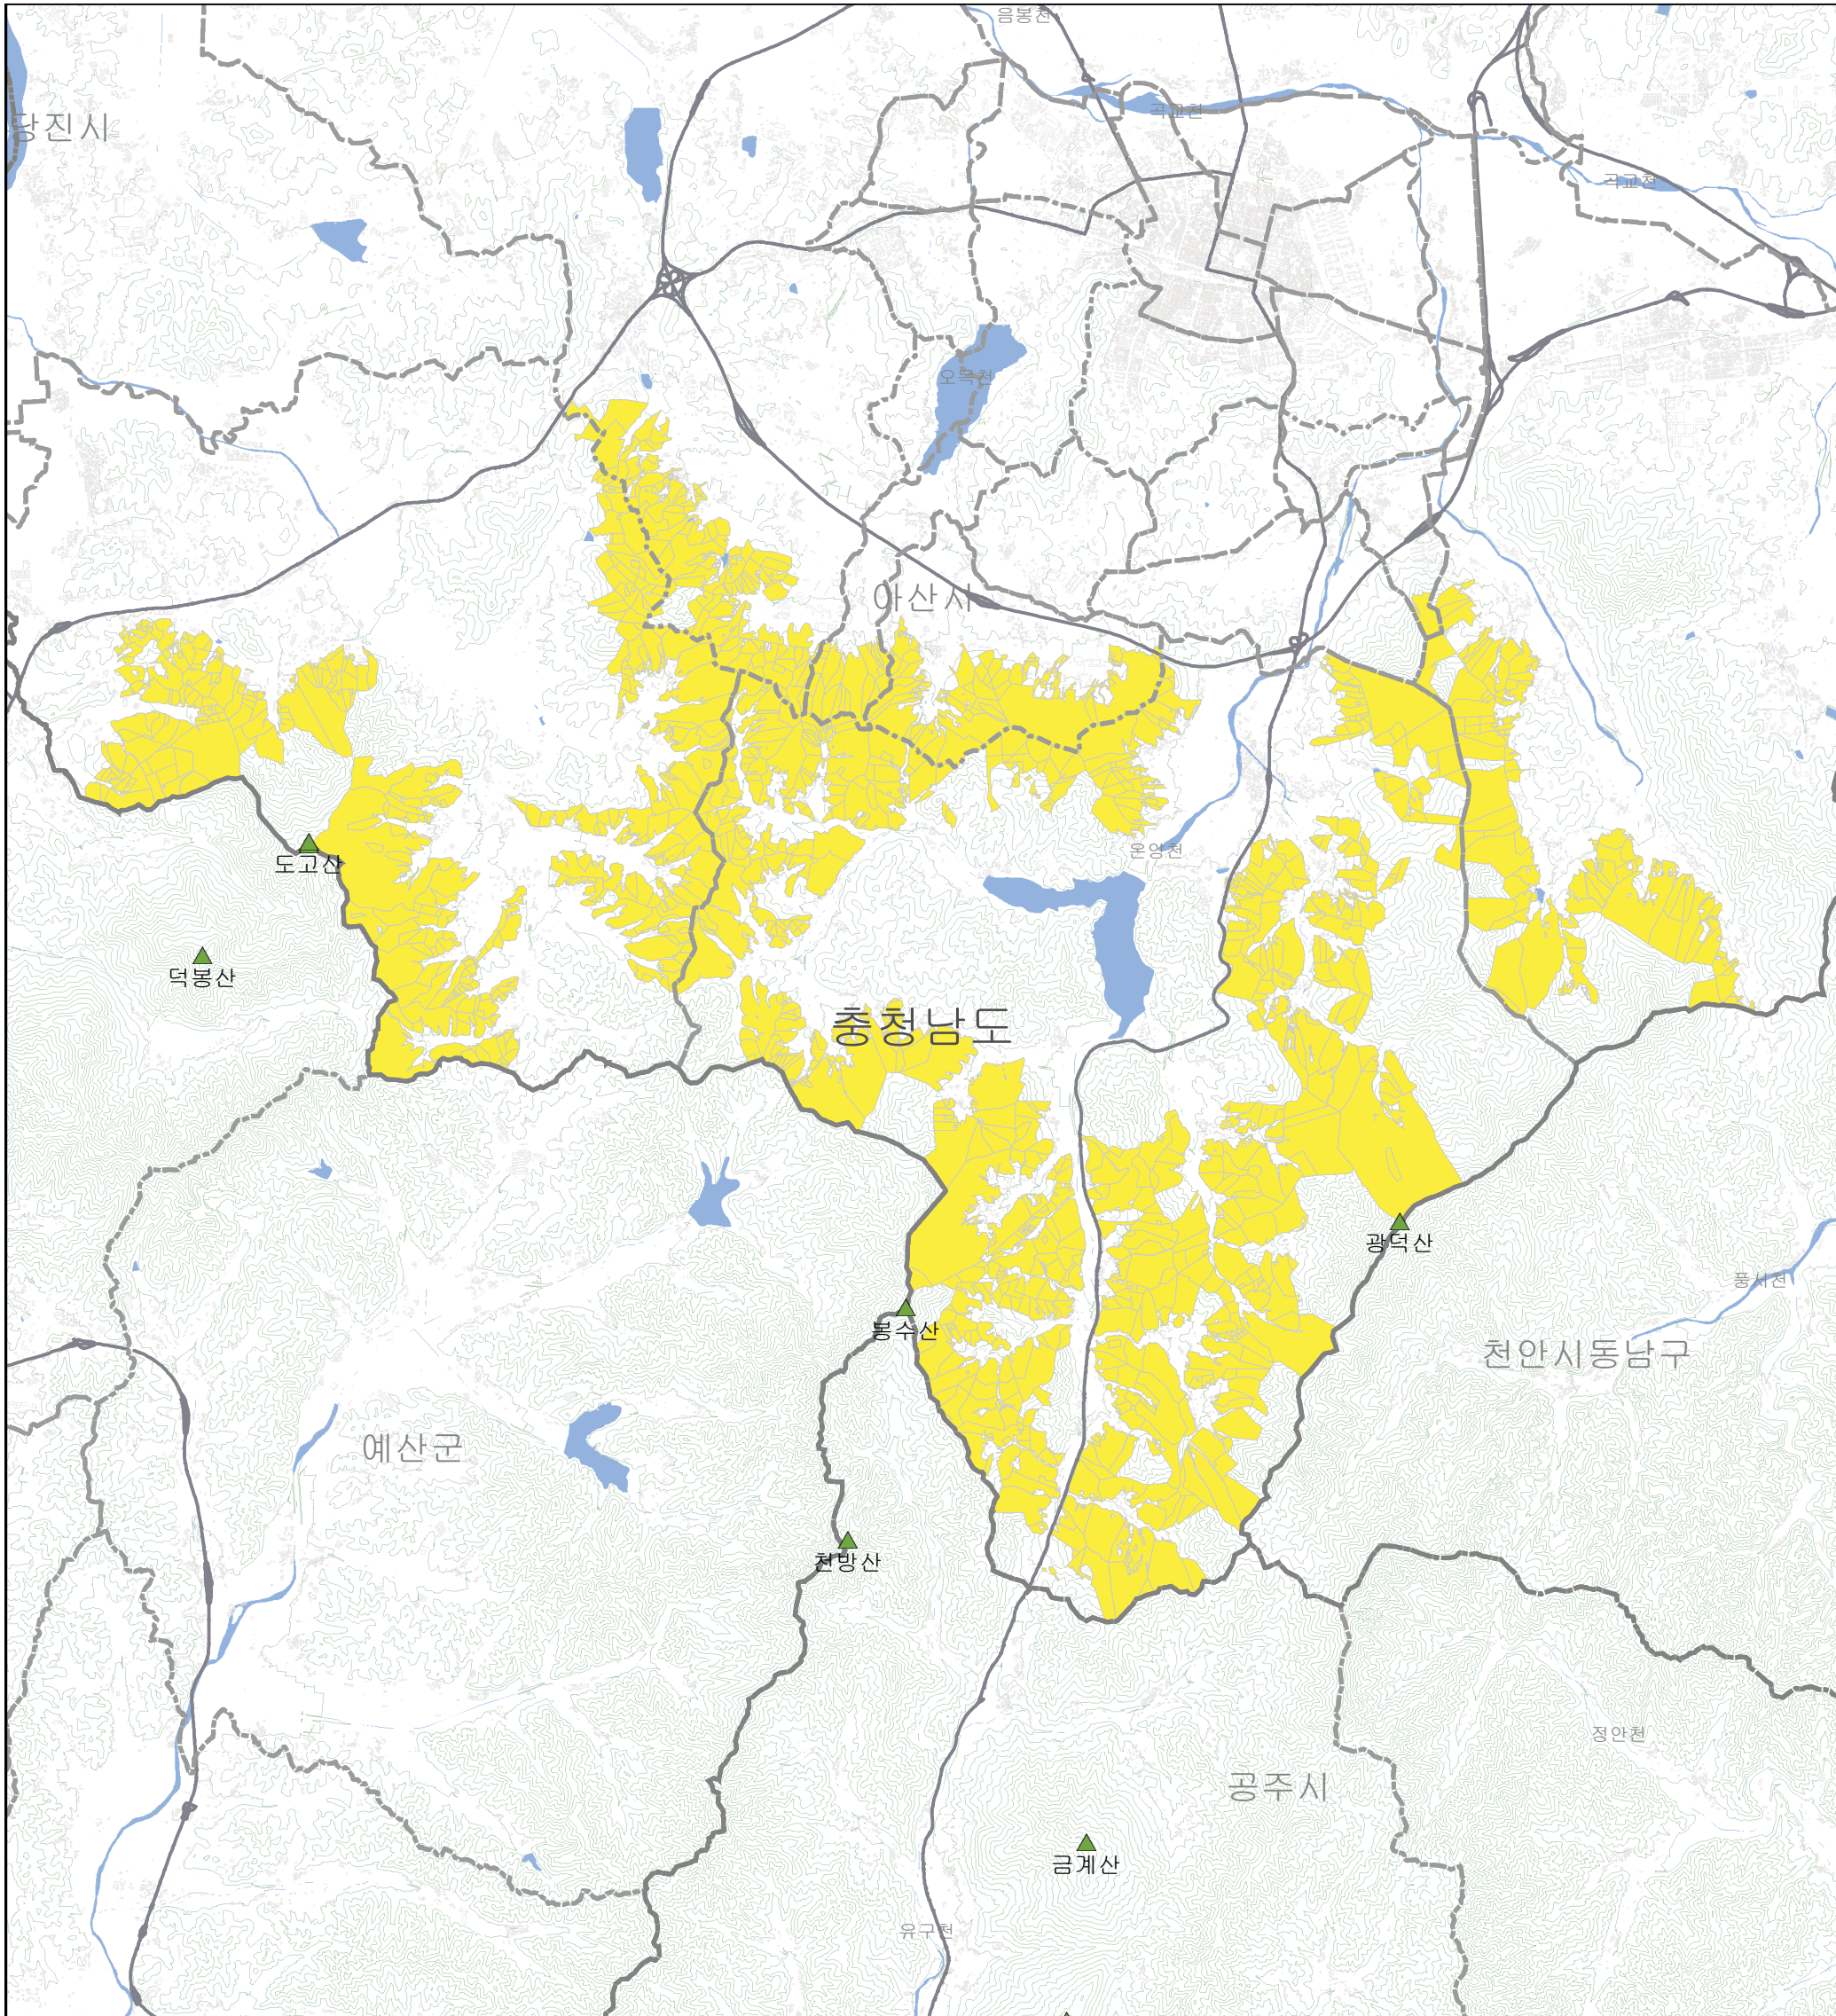 음봉천
곡교천
당진시
곡교천
오목천
아산시
온양천
도고산
덕봉산
충청남도
광덕산
풍서천
봉수산
천안시동남구
예산군
천방산
정안천
공주시
금계산
유구천